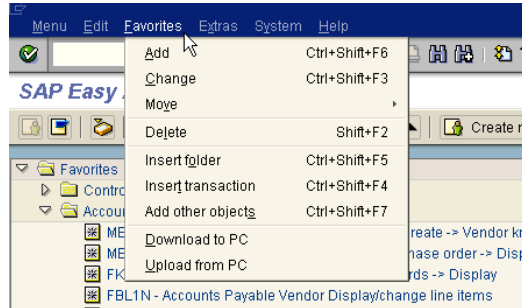 Menu Edit Favorites Extras System Help
SAP Easy
Create
Add Ctrl+Shift+F6
Change Ctrl+Shift+F3
Move
Delete Shift+F2
Insert folder Ctrl+Shift+F5
Insert transaction Ctrl+Shift+F4
Add other objects Ctrl+Shift+F7
Download to PC
Upload from PC
Favorites
Contro
Accou
ME reate -> Vendor kn
ME hase order -> Disp
FK rds -> Display
FBL1N - Accounts Payable Vendor Display/change line items